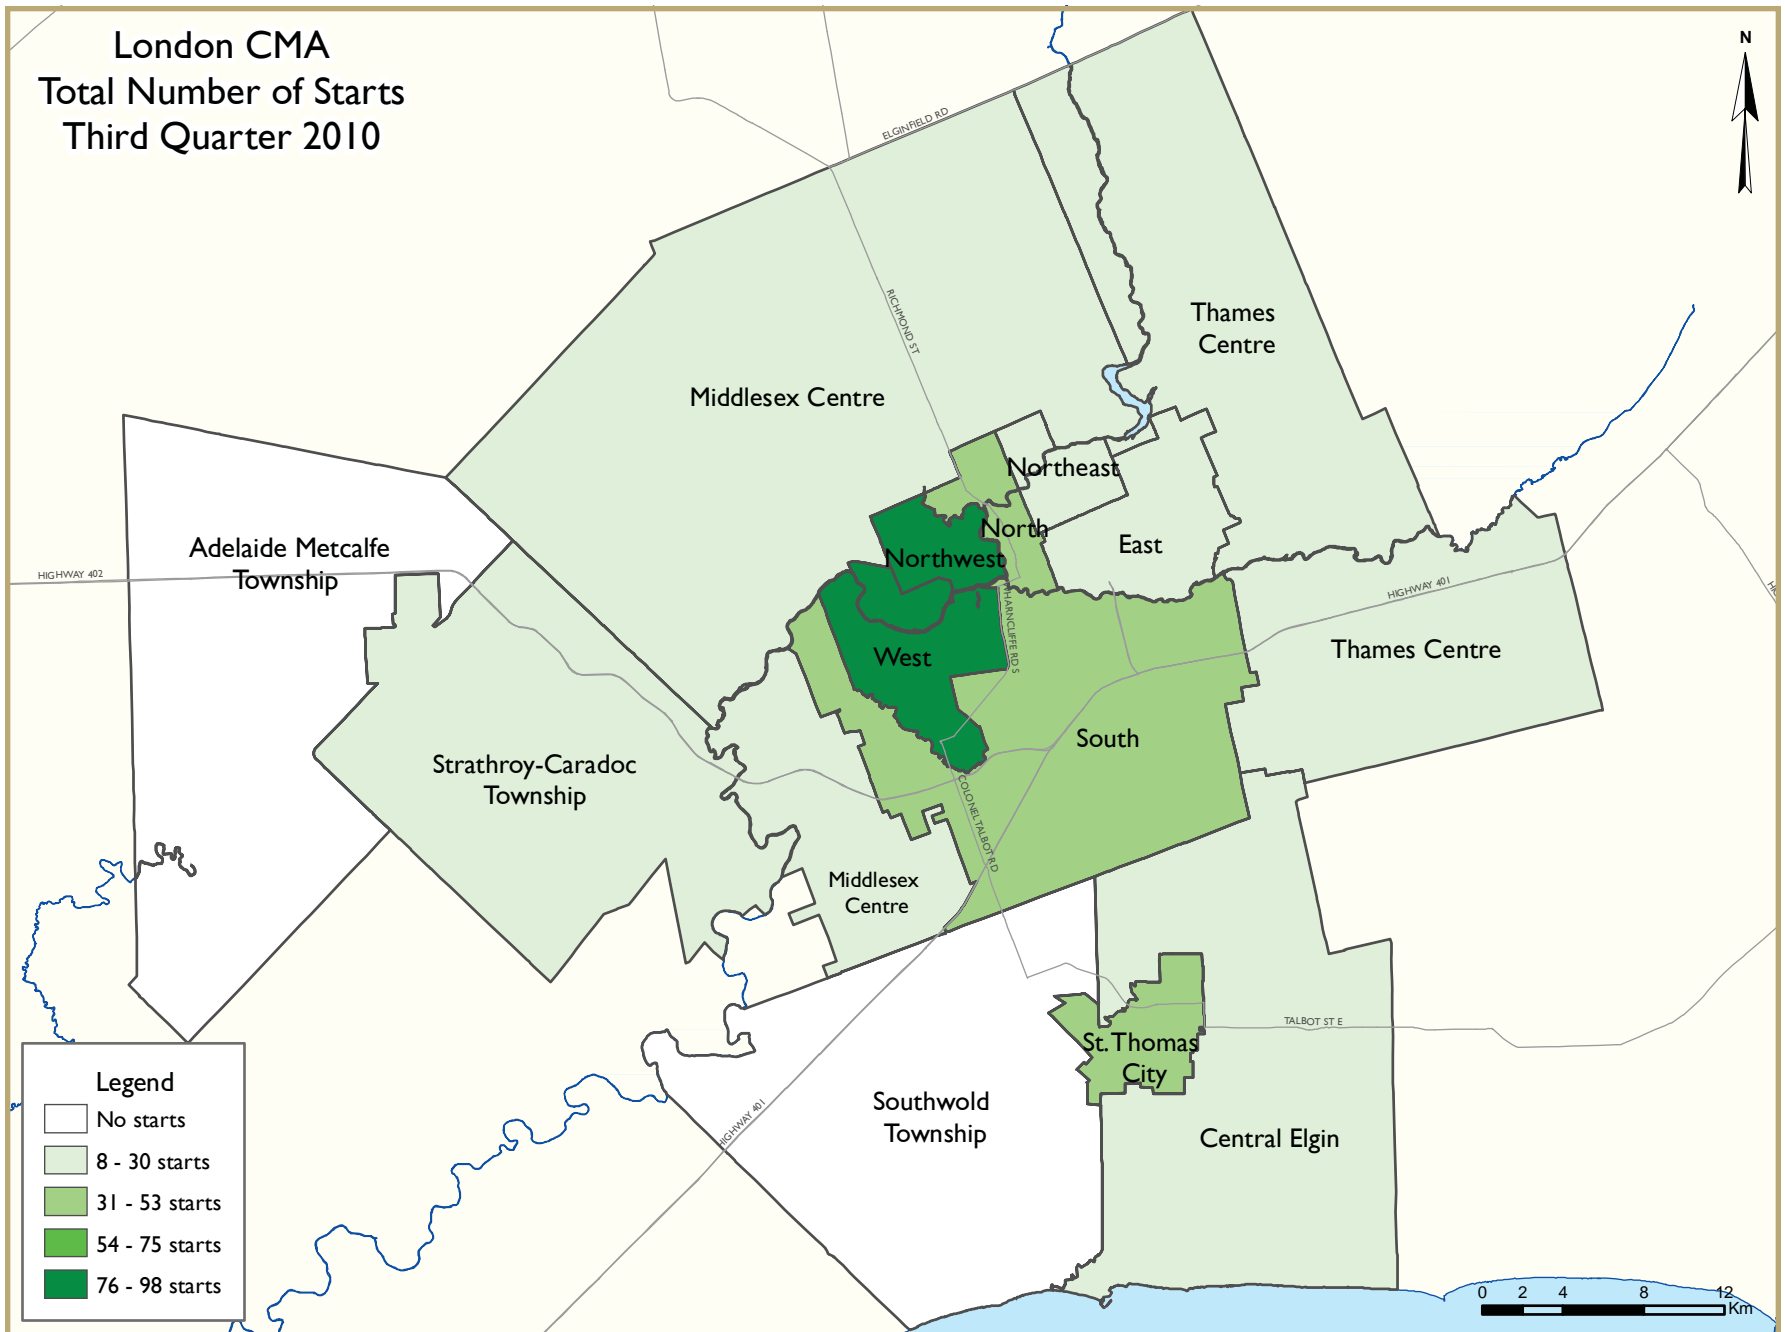 London CMA
Total Number of Starts
Third Quarter 2010
N
ELGINFIELD RD
RICHMOND ST
Thames
Centre
Middlesex Centre
Northeast
North
East
Northwest
Adelaide Metcalfe
Township
HIGHWAY 402
HIGHWAY 401
WHARNCLIFFE RD S
West
Thames Centre
South
Strathroy-Caradoc
Township
COLONEL TALBOT RD
Middlesex
Centre
TALBOT ST E
St. Thomas
City
Southwold
Township
HIGHWAY 401
Central Elgin
Legend
No starts
8 - 30 starts
31 - 53 starts
54 - 75 starts
76 - 98 starts
0 2 4 8 12
Km